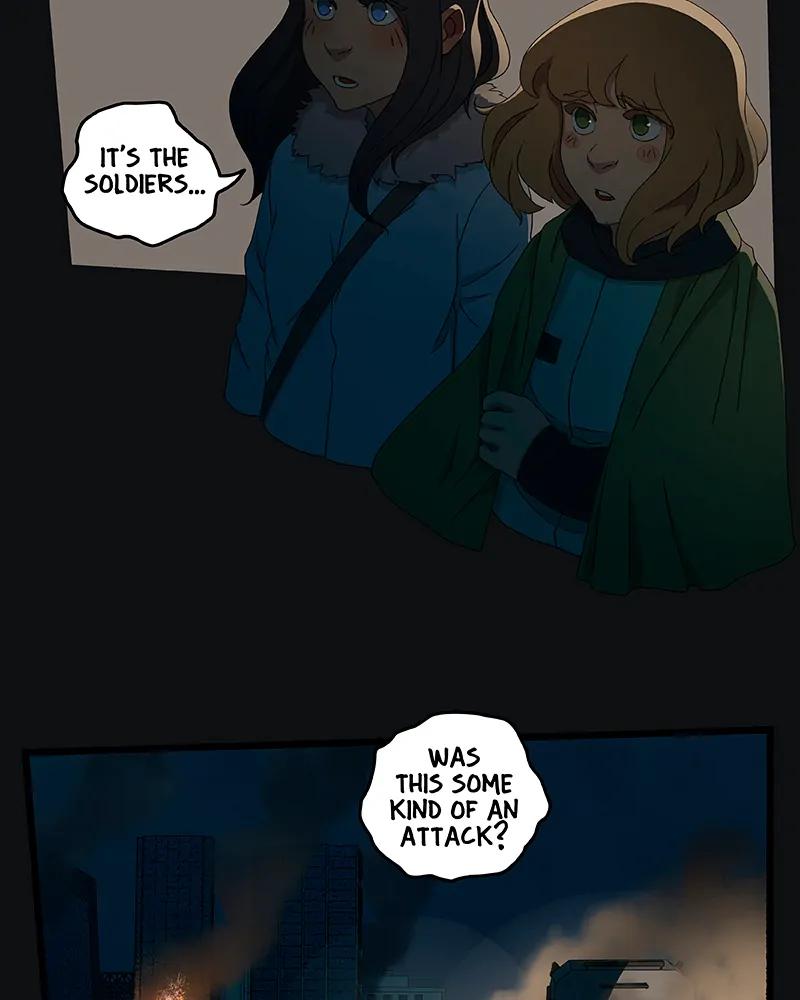 IT'S THE
SOLDIERS...
WAS
THIS SOME
KIND OF AN
ATTACK?